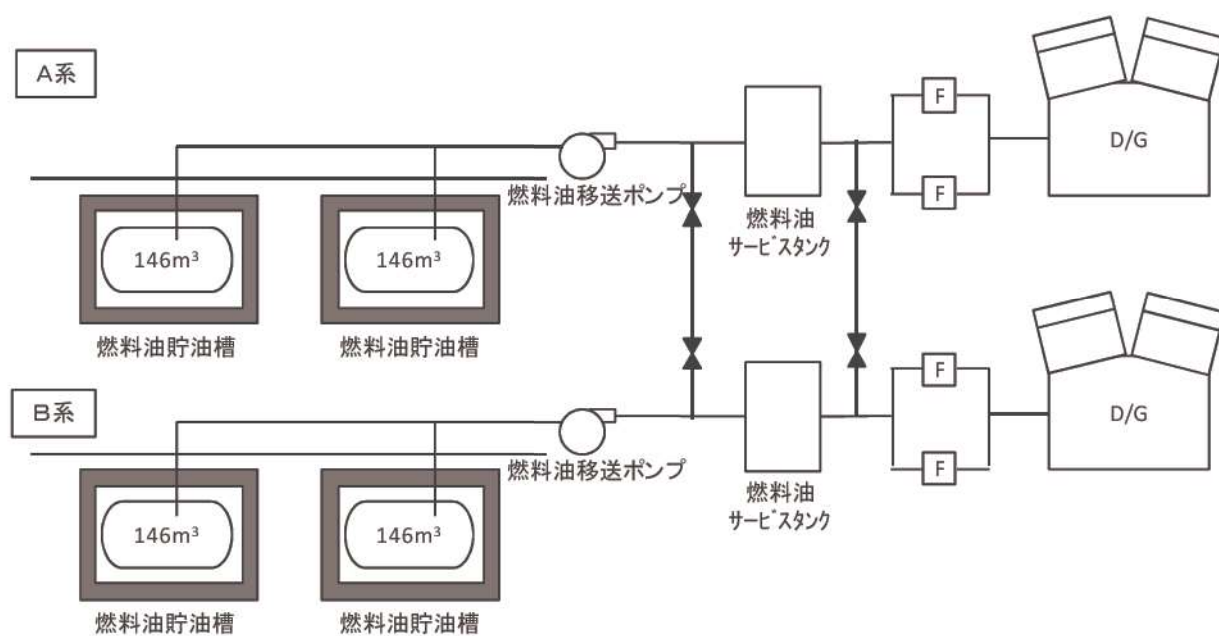 A系
F
D/G
F
燃料油移送ポンプ
燃料油
サービスタンク
146m³
146m³
燃料油貯油槽
燃料油貯油槽
B系
F
D/G
F
燃料油移送ポンプ
燃料油
サービスタンク
146m³
146m³
燃料油貯油槽
燃料油貯油槽